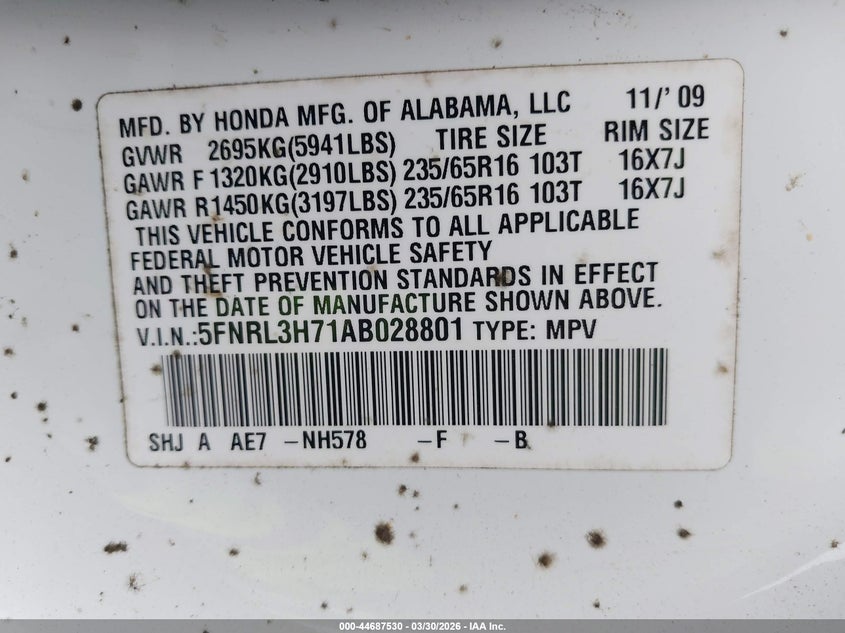 MFD. BY HONDA MFG. OF ALABAMA, LLC 11/' 09
GVWR 2695KG(5941LBS) TIRE SIZE RIM SIZE
GAWR F 1320KG(2910LBS) 235/65R16 103T 16X7J
GAWR R1450KG(3197LBS) 235/65R16 103T 16X7J
THIS VEHICLE CONFORMS TO ALL APPLICABLE
FEDERAL MOTOR VEHICLE SAFETY
AND THEFT PREVENTION STANDARDS IN EFFECT
ON THE DATE OF MANUFACTURE SHOWN ABOVE.
V.I.N.:5FNRL3H71AB028801 TYPE: MPV
SHJ A AE7 -NH578 -F -B
000-44687530 - 03/30/2026 - IAA Inc.